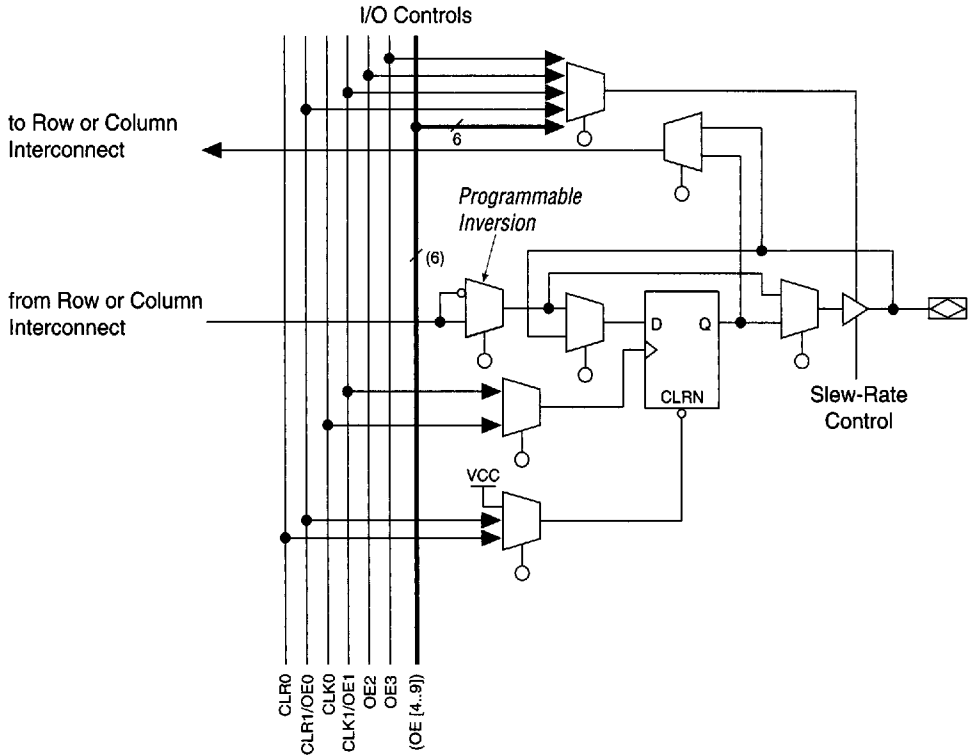 I/O Controls
to Row or Column
Interconnect
6
Programmable
Inversion
(6)
from Row or Column
Interconnect
D
Q
CLRN
Slew-Rate
Control
VCC
CLR0
CLR1/OE0
CLK0
CLK1/OE1
OE2
OE3
(OE [4..9])